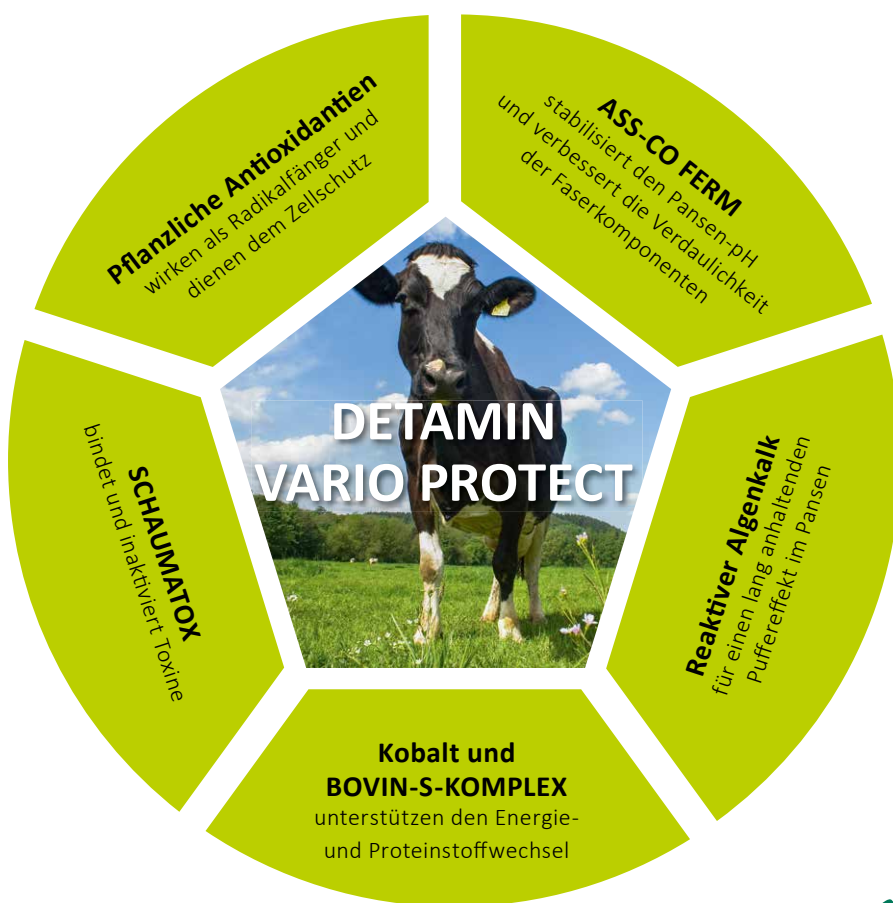 Pflanzliche Antioxidantien
wirken als Radikalfänger und
dienen dem Zellschutz
ASS-CO FERM
stabilisiert den Pansen-pH
und verbessert die Verdaulichkeit
der Faserkomponenten
DETAMIN
VARIO PROTECT
SCHAUMATOX
bindet und inaktiviert Toxine
Reaktiver Algenkalk
für einen lang anhaltenden
Puffereffekt im Pansen
Kobalt und
BOVIN-S-KOMPLEX
unterstützen den Energie-
und Proteinstoffwechsel